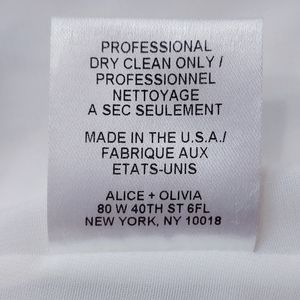 PROFESSIONAL
DRY CLEAN ONLY /
PROFESSIONNEL
NETTOYAGE
A SEC SEULEMENT
MADE IN THE U.S.A./
FABRIQUE AUX
ETATS-UNIS
ALICE + OLIVIA
80 W 40TH ST 6FL
NEW YORK, NY 10018